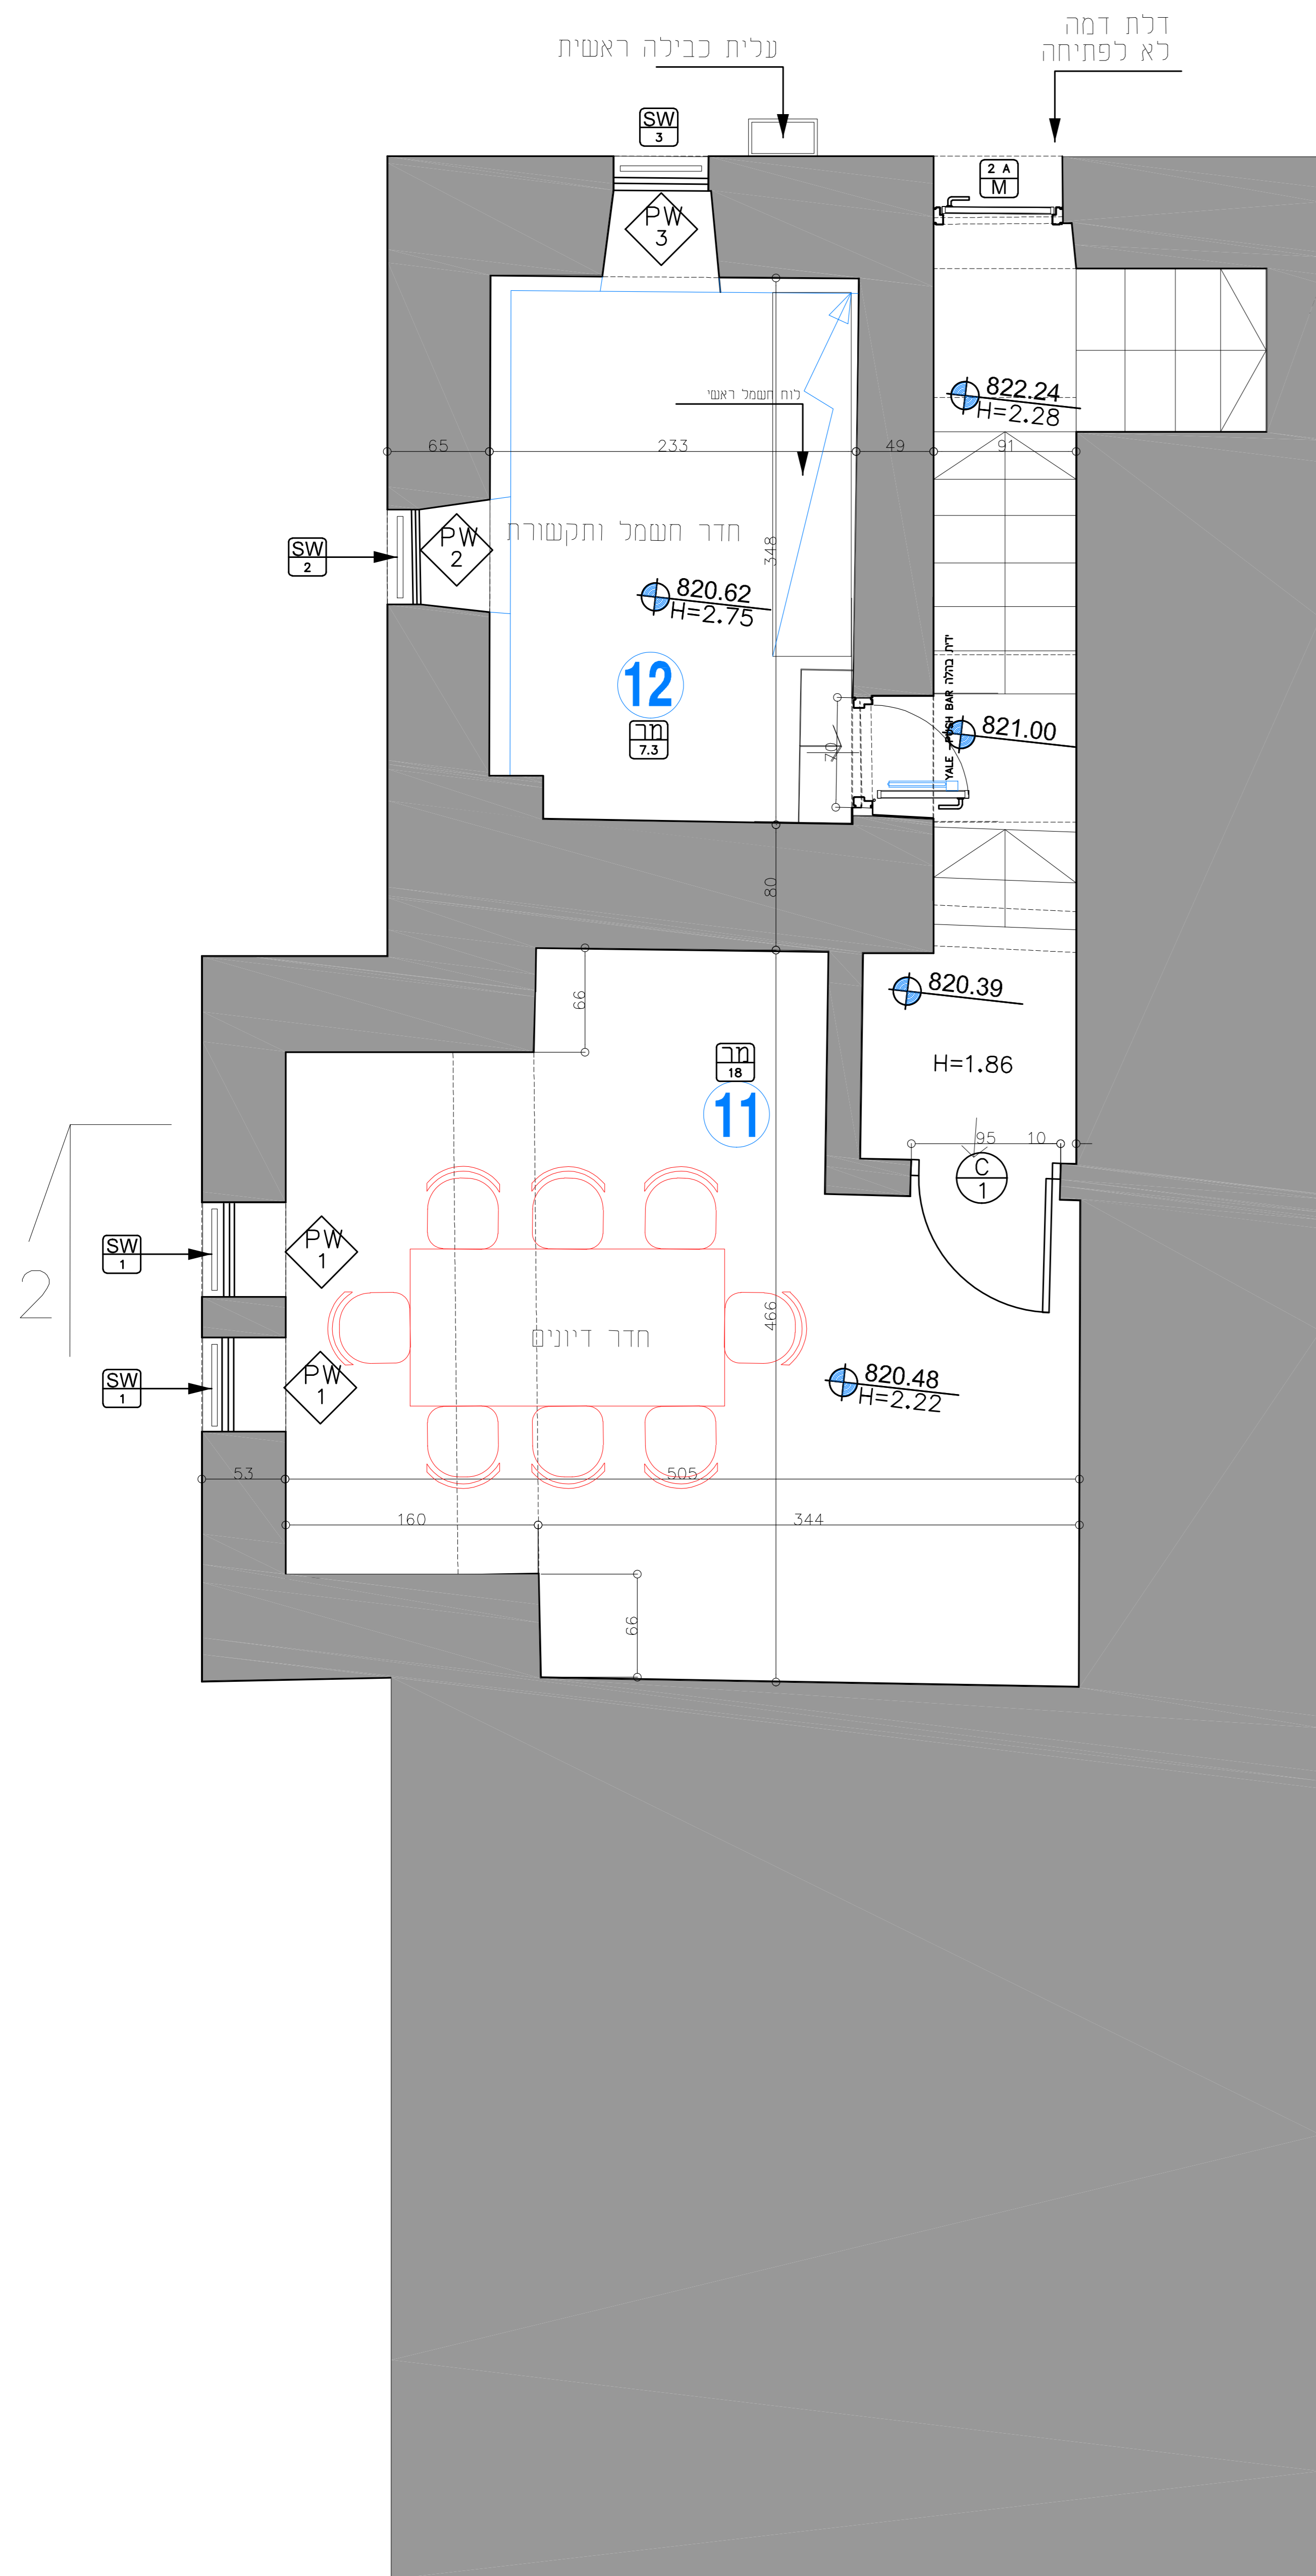 דלת דמה
לא לפתיחה
עלית כבילה ראשית
SW
3
2 A
M
PW
3
822.24
H=2.28
לוח חשמל ראשי
65
233
49
91
חדר חשמל ותקשורת
348
PW
2
SW
2
820.62
H=2.75
12
מר
7.3
70
YALE PUSH BAR ידית בהלה
821.00
80
66
820.39
H=1.86
מר
18
11
95
10
C
1
PW
1
SW
1
2
466
חדר דיונים
PW
1
SW
1
820.48
H=2.22
53
505
160
344
66